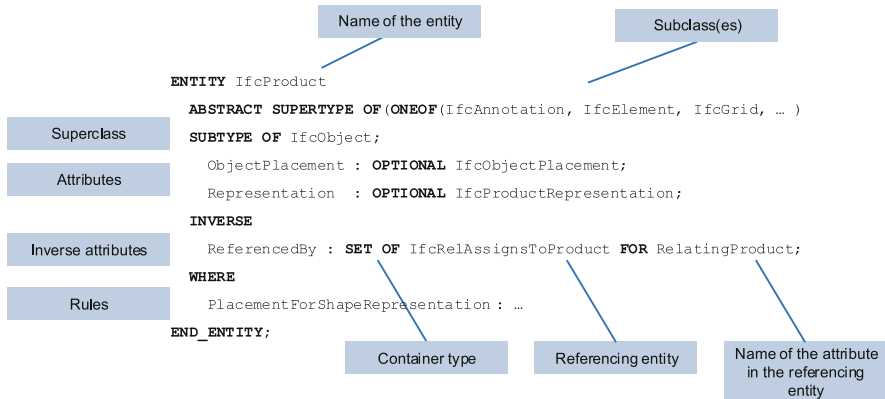 Name of the entity
Subclass(es)
ENTITY IfcProduct
ABSTRACT SUPERTYPE OF(ONEOF(IfcAnnotation, IfcElement, IfcGrid, … )
Superclass
SUBTYPE OF IfcObject;
ObjectPlacement : OPTIONAL IfcObjectPlacement;
Attributes
Representation : OPTIONAL IfcProductRepresentation;
INVERSE
Inverse attributes
ReferencedBy : SET OF IfcRelAssignsToProduct FOR RelatingProduct;
WHERE
Rules
PlacementForShapeRepresentation : …
END_ENTITY;
Container type
Referencing entity
Name of the attribute
in the referencing
entity